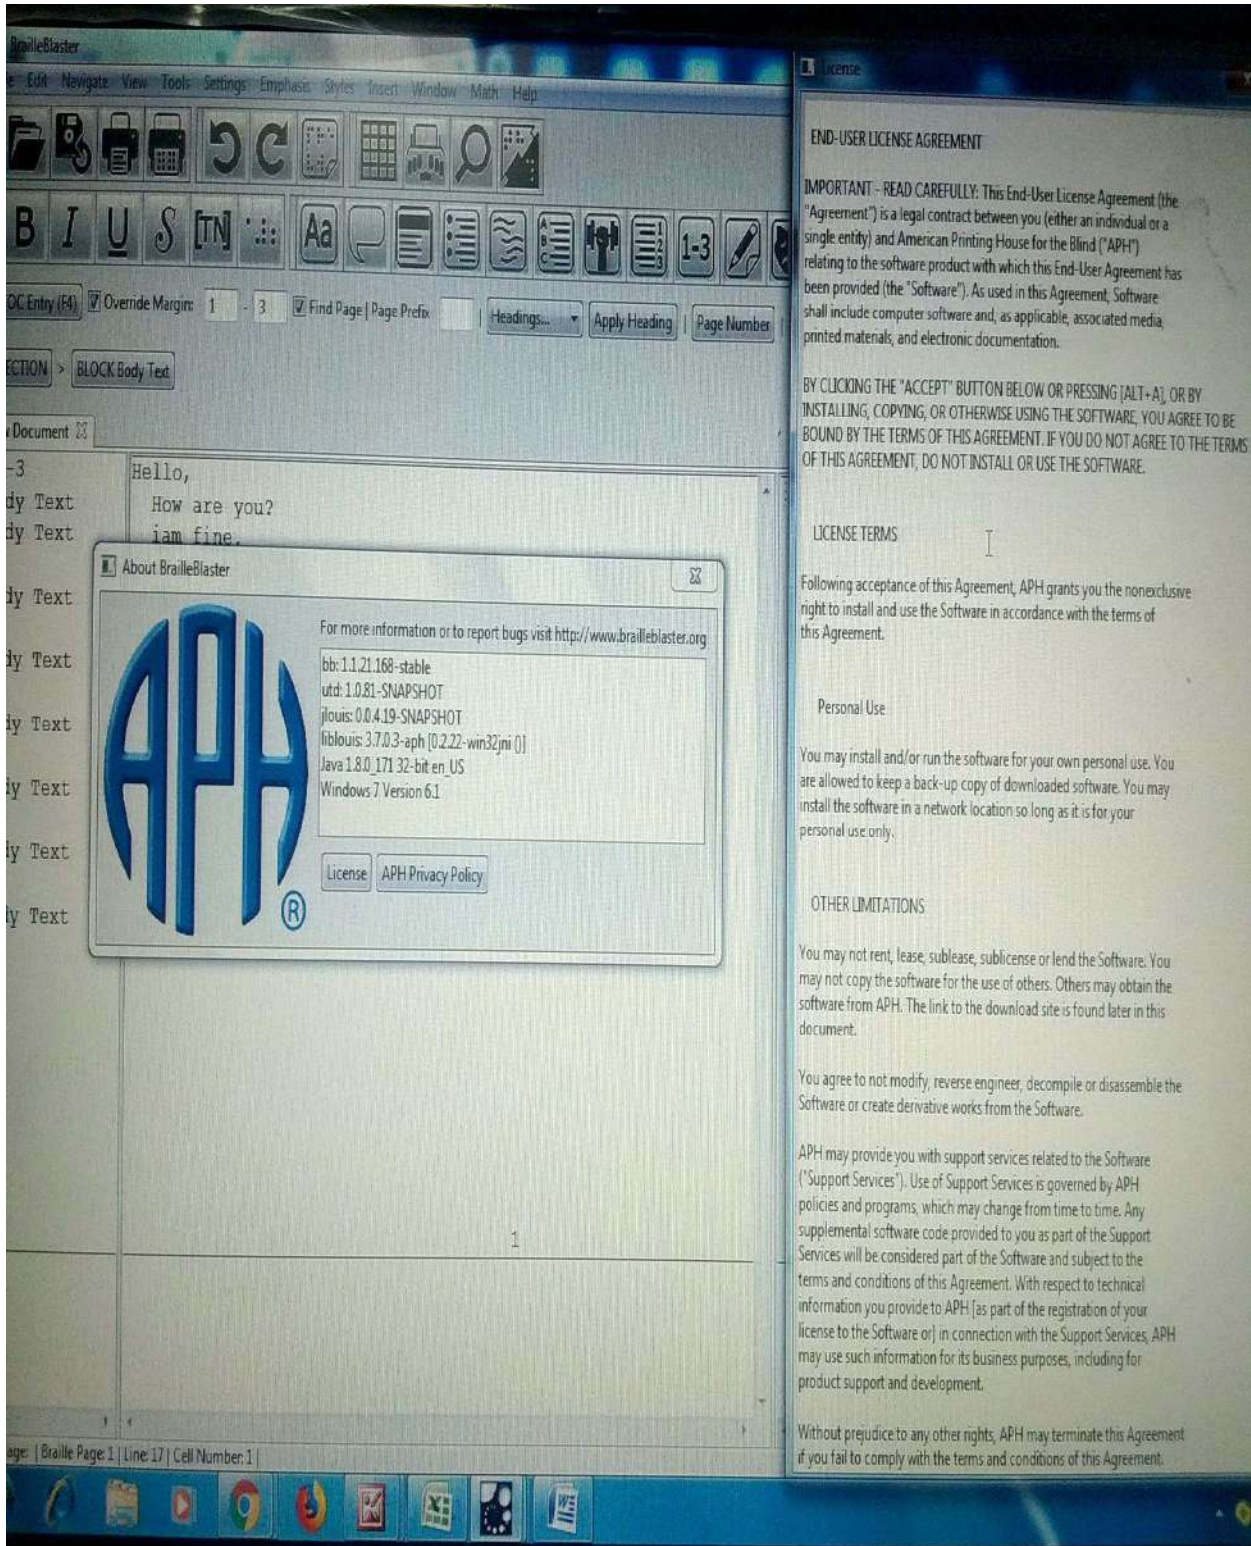 BrailleBlaster
Edit Navigate View Tools Settings Emphasis Styles Insert Window Math Help
B I U S [TN]
Aa
A
B
C
1
2
3
1-3
OC Entry (F4) Override Margin: 1 - 3 Find Page | Page Prefix | Headings... Apply Heading | Page Number
ECTION > BLOCK Body Text
Document
-3
dy Text
dy Text
dy Text
dy Text
dy Text
dy Text
dy Text
dy Text
Hello,
How are you?
iam fine.
About BrailleBlaster
APH
®
For more information or to report bugs visit http://www.brailleblaster.org
bb: 1.1.21.168-stable
utd: 1.0.81-SNAPSHOT
jlouis: 0.0.4.19-SNAPSHOT
liblouis: 3.7.0.3-aph [0.2.22-win32jni ()]
Java 1.8.0_171 32-bit en_US
Windows 7 Version 6.1
License APH Privacy Policy
1
age: | Braille Page: 1 | Line: 17 | Cell Number: 1 |
License
END-USER LICENSE AGREEMENT
IMPORTANT - READ CAREFULLY: This End-User License Agreement (the
"Agreement") is a legal contract between you (either an individual or a
single entity) and American Printing House for the Blind ("APH")
relating to the software product with which this End-User Agreement has
been provided (the "Software"). As used in this Agreement, Software
shall include computer software and, as applicable, associated media,
printed materials, and electronic documentation.
BY CLICKING THE "ACCEPT" BUTTON BELOW OR PRESSING [ALT+A], OR BY
INSTALLING, COPYING, OR OTHERWISE USING THE SOFTWARE, YOU AGREE TO BE
BOUND BY THE TERMS OF THIS AGREEMENT. IF YOU DO NOT AGREE TO THE TERMS
OF THIS AGREEMENT, DO NOT INSTALL OR USE THE SOFTWARE.
LICENSE TERMS
Following acceptance of this Agreement, APH grants you the nonexclusive
right to install and use the Software in accordance with the terms of
this Agreement.
Personal Use
You may install and/or run the software for your own personal use. You
are allowed to keep a back-up copy of downloaded software. You may
install the software in a network location so long as it is for your
personal use only.
OTHER LIMITATIONS
You may not rent, lease, sublease, sublicense or lend the Software. You
may not copy the software for the use of others. Others may obtain the
software from APH. The link to the download site is found later in this
document.
You agree to not modify, reverse engineer, decompile or disassemble the
Software or create derivative works from the Software.
APH may provide you with support services related to the Software
("Support Services"). Use of Support Services is governed by APH
policies and programs, which may change from time to time. Any
supplemental software code provided to you as part of the Support
Services will be considered part of the Software and subject to the
terms and conditions of this Agreement. With respect to technical
information you provide to APH [as part of the registration of your
license to the Software or] in connection with the Support Services, APH
may use such information for its business purposes, including for
product support and development.
Without prejudice to any other rights, APH may terminate this Agreement
if you fail to comply with the terms and conditions of this Agreement.